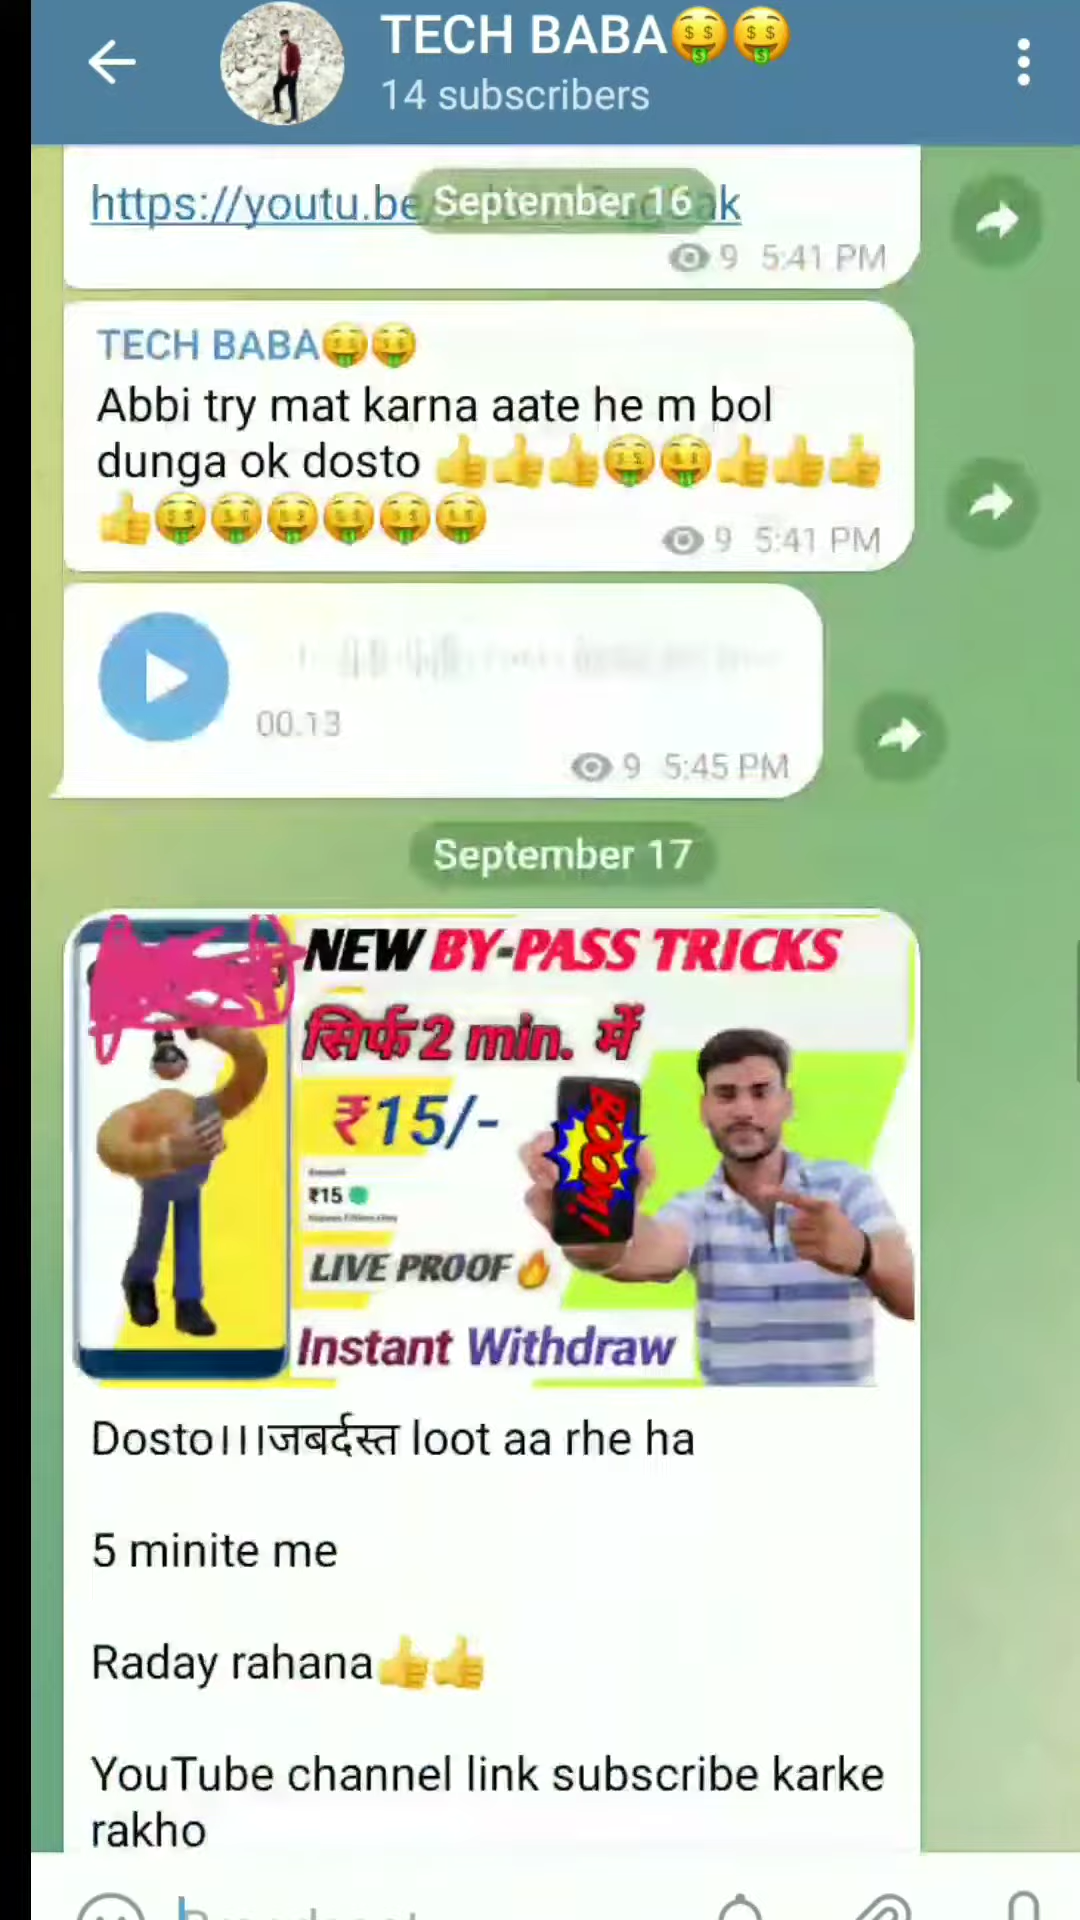 TECH BABA🤑🤑
14 subscribers
https://youtu.be
September 16
9 5:41 PM
TECH BABA🤑🤑
Abbi try mat karna aate he m bol
dunga ok dosto 👍👍👍🤑🤑👍👍👍
👍🤑🤑🤑🤑🤑🤑
9 5:41 PM
00:13
9 5:45 PM
September 17
NEW BY-PASS TRICKS
सिर्फ 2 min. में
₹15/-
₹15
BOOM!
LIVE PROOF🔥
Instant Withdraw
Dosto।।।जबर्दस्त loot aa rhe ha
5 minite me
Raday rahana👍👍
YouTube channel link subscribe karke
rakho